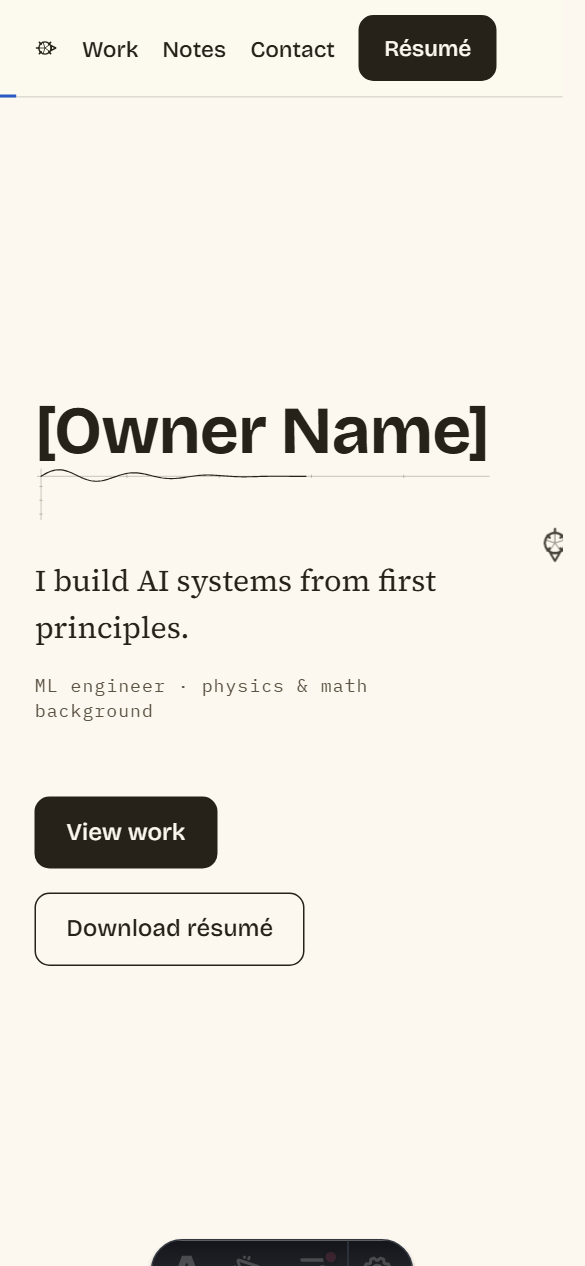 Work Notes Contact Résumé
[Owner Name]
I build AI systems from first
principles.
ML engineer · physics & math
background
View work
Download résumé